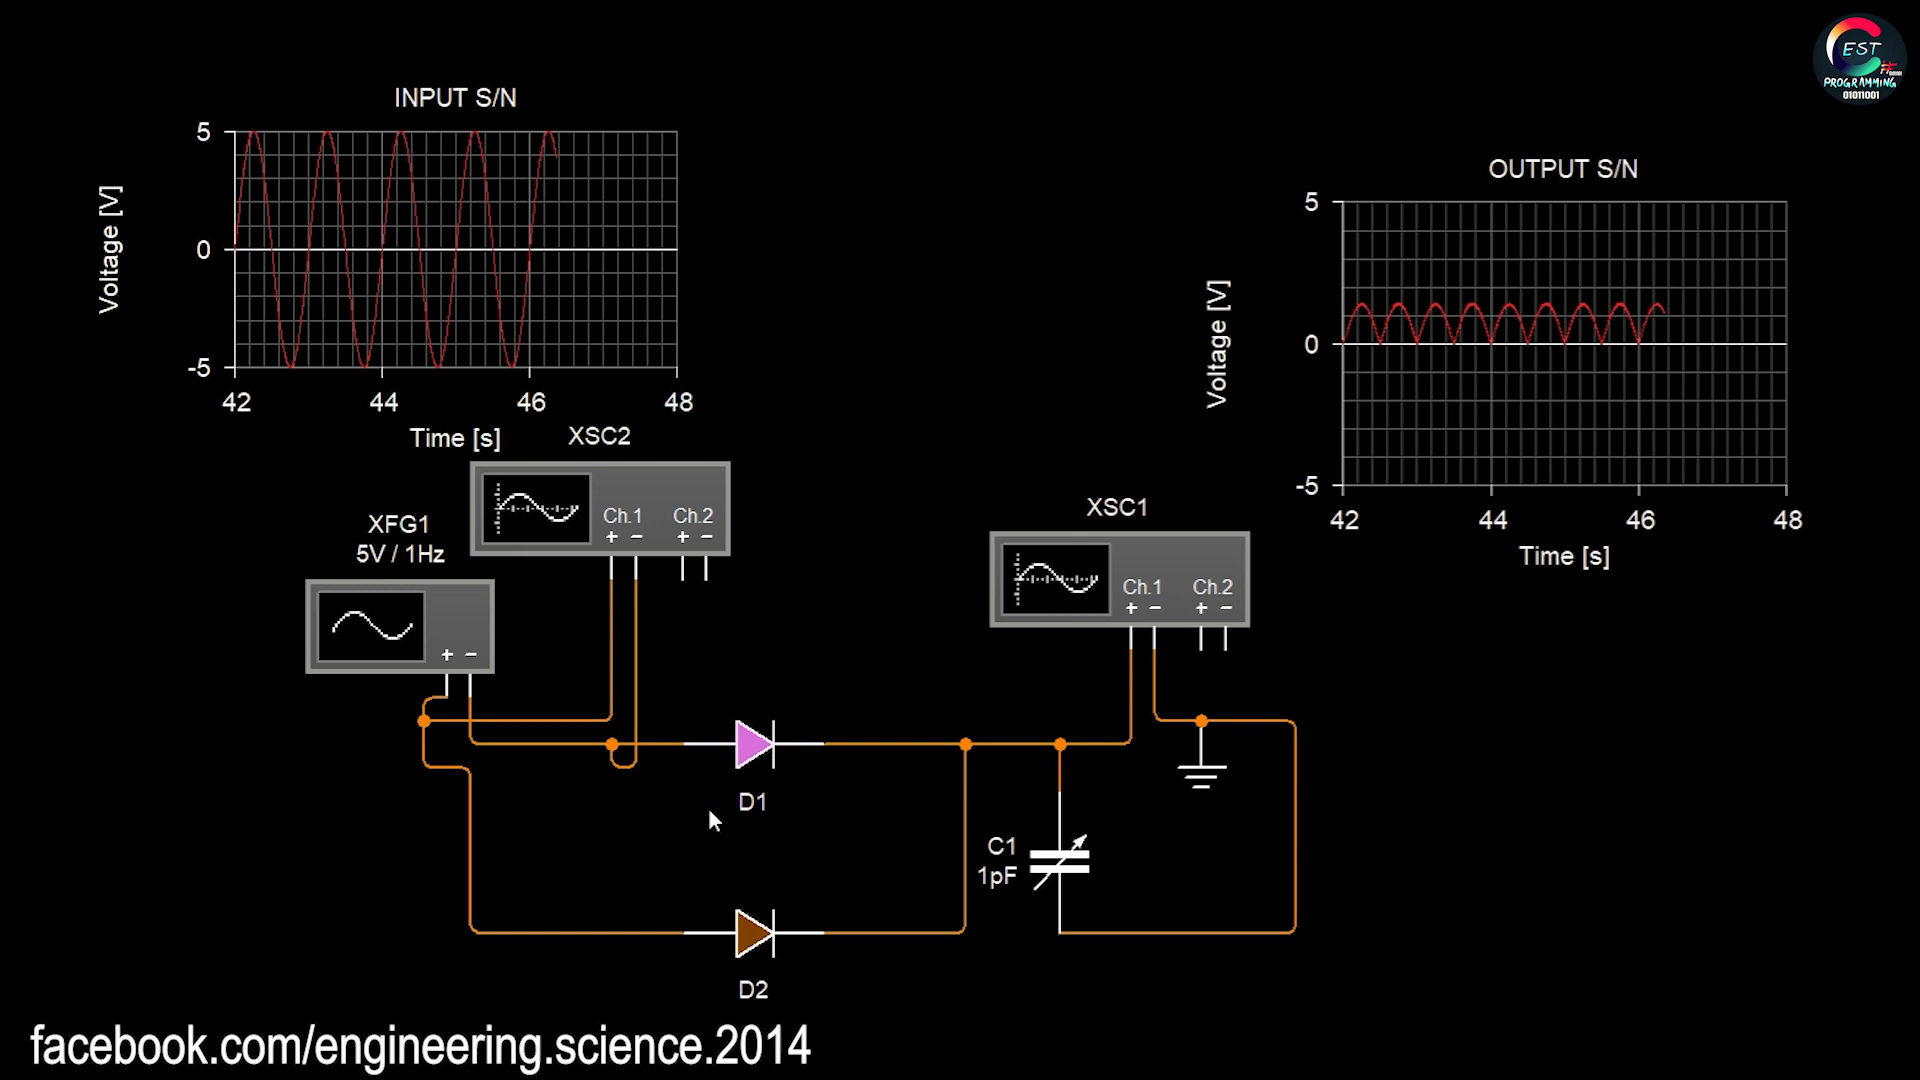 EST
PROGRAMMING
01011001
INPUT S/N
5
0
-5
Voltage [V]
42 44 46 48
Time [s]
OUTPUT S/N
5
0
-5
Voltage [V]
42 44 46 48
Time [s]
XSC2
Ch.1 Ch.2
+ − + −
XFG1
5V / 1Hz
+ −
XSC1
Ch.1 Ch.2
+ − + −
D1
C1
1pF
D2
facebook.com/engineering.science.2014